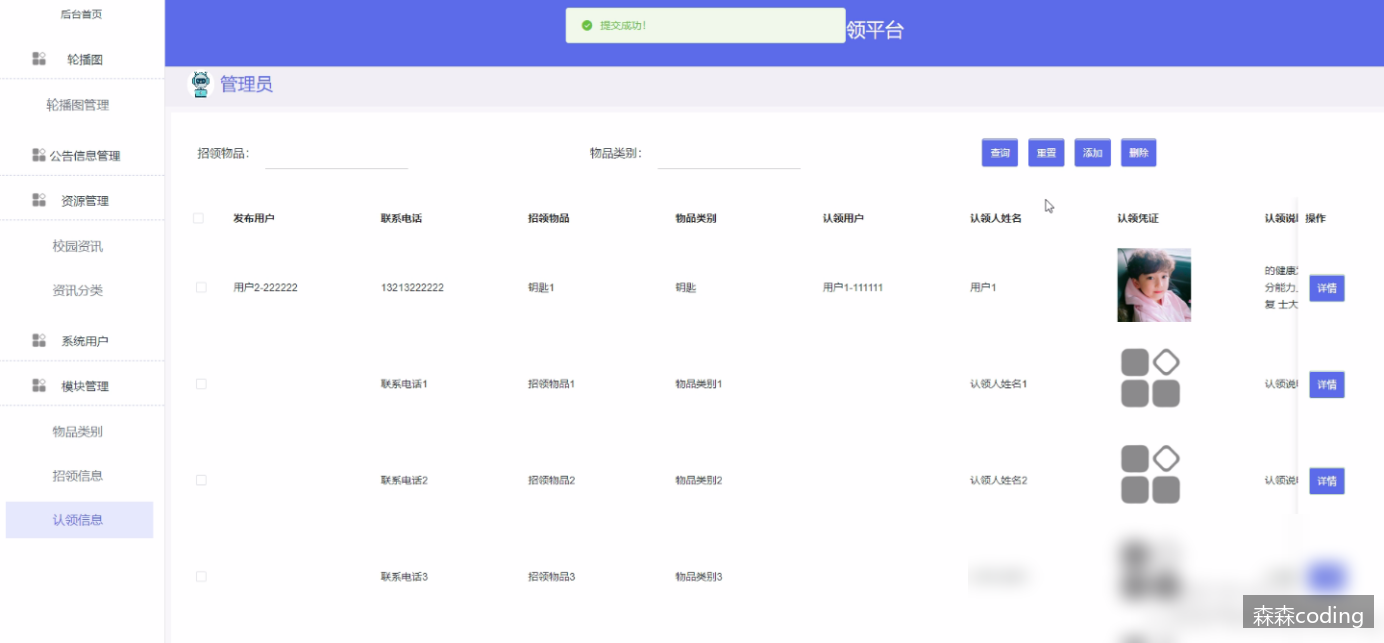 后台首页
提交成功!
领平台
轮播图
管理员
轮播图管理
公告信息管理
资源管理
校园资讯
资讯分类
系统用户
模块管理
物品类别
招领信息
认领信息
招领物品:
物品类别:
查询 重置 添加 删除
发布用户 联系电话 招领物品 物品类别 认领用户 认领人姓名 认领凭证 认领说 操作
用户2-222222 13213222222 钥匙1 钥匙 用户1-111111 用户1 详情
的健康
分能力
复 士大
联系电话1 招领物品1 物品类别1 认领人姓名1 认领说 详情
联系电话2 招领物品2 物品类别2 认领人姓名2 认领说 详情
联系电话3 招领物品3 物品类别3
森森coding